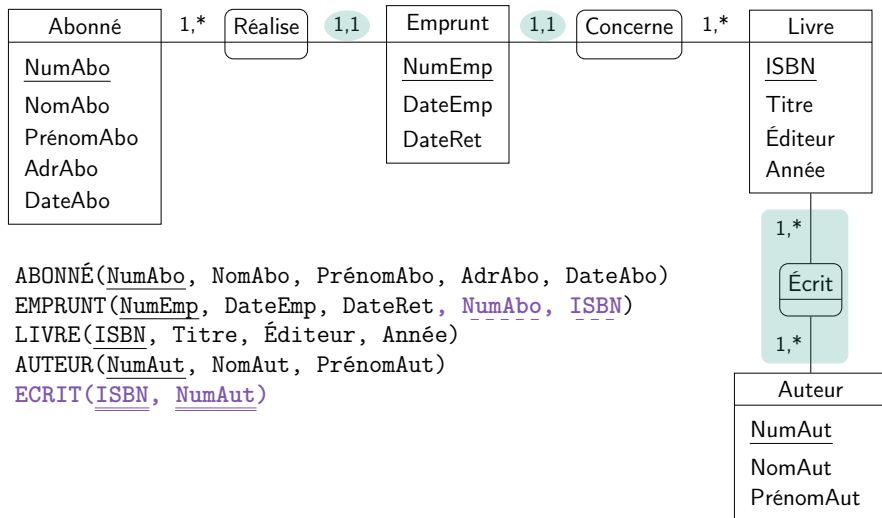 Abonné 1,* Réalise 1,1 Emprunt 1,1 Concerne 1,* Livre
NumAbo
NomAbo
PrénomAbo
AdrAbo
DateAbo
NumEmp
DateEmp
DateRet
ISBN
Titre
Éditeur
Année
1,*
Écrit
1,*
Auteur
NumAut
NomAut
PrénomAut
ABONNÉ(NumAbo, NomAbo, PrénomAbo, AdrAbo, DateAbo)
EMPRUNT(NumEmp, DateEmp, DateRet, NumAbo, ISBN)
LIVRE(ISBN, Titre, Éditeur, Année)
AUTEUR(NumAut, NomAut, PrénomAut)
ECRIT(ISBN, NumAut)